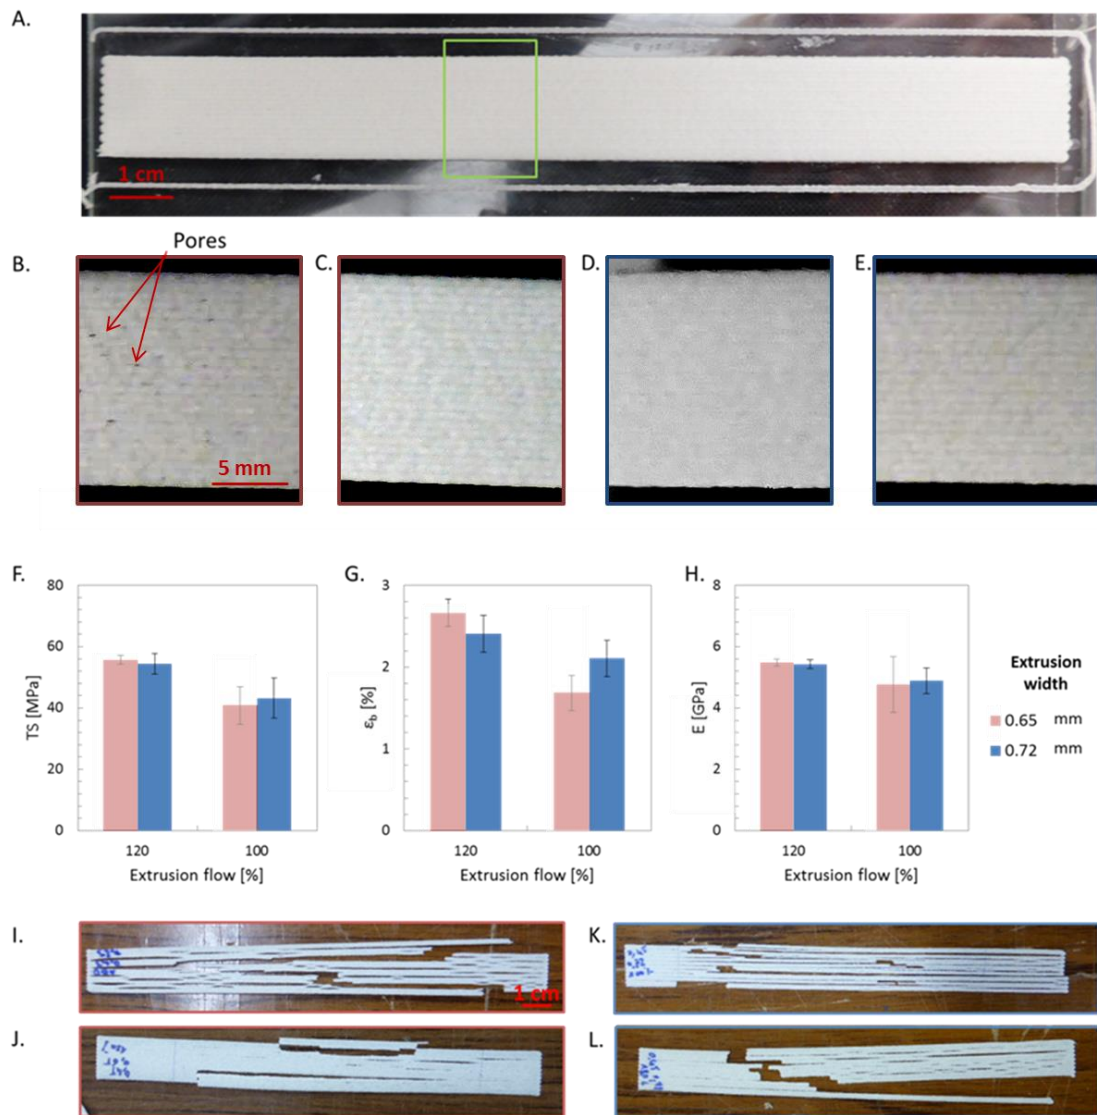 A.
1 cm
Pores
B.
C.
D.
E.
5 mm
F.
G.
H.
80
60
40
20
0
TS [MPa]
120
100
Extrusion flow [%]
3
2
1
0
εb [%]
120
100
Extrusion flow [%]
8
6
4
2
0
E [GPa]
120
100
Extrusion flow [%]
Extrusion
width
0.65 mm
0.72 mm
I.
1 cm
K.
J.
L.